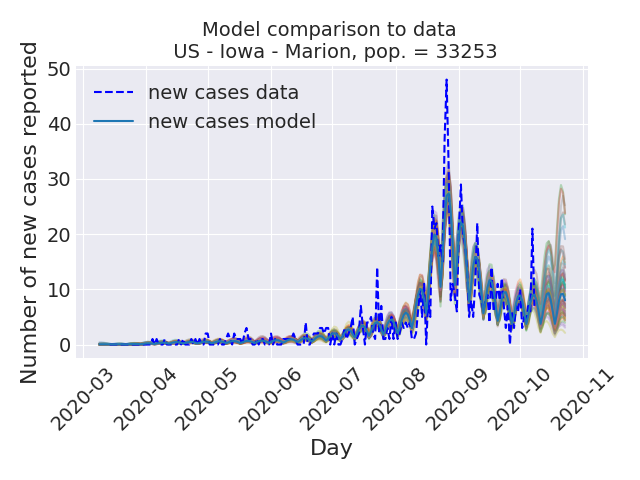 Model comparison to data
US - Iowa - Marion, pop. = 33253
new cases data
new cases model
Number of new cases reported
50
40
30
20
10
0
2020-03
2020-04
2020-05
2020-06
2020-07
2020-08
2020-09
2020-10
2020-11
Day